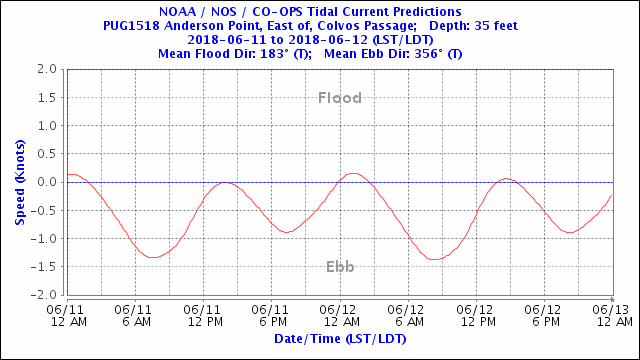 NOAA / NOS / CO-OPS Tidal Current Predictions
PUG1518 Anderson Point, East of, Colvos Passage;   Depth: 35 feet
2018-06-11 to 2018-06-12 (LST/LDT)
Mean Flood Dir: 183° (T);   Mean Ebb Dir: 356° (T)
Speed (Knots)
2.0
1.5
1.0
0.5
0.0
-0.5
-1.0
-1.5
-2.0
Flood
Ebb
06/11 06/11 06/11 06/11 06/12 06/12 06/12 06/12 06/13
12 AM 6 AM 12 PM 6 PM 12 AM 6 AM 12 PM 6 PM 12 AM
Date/Time (LST/LDT)